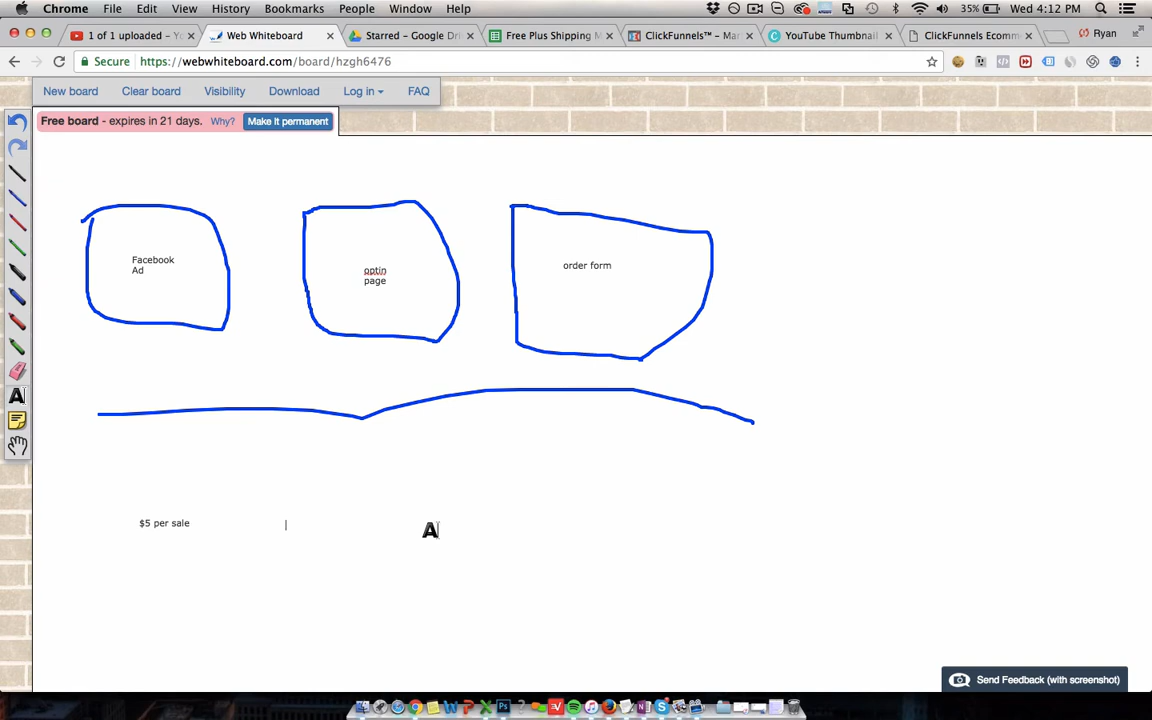 Chrome File Edit View History Bookmarks People Window Help 35% Wed 4:12 PM
1 of 1 uploaded - Yo Web Whiteboard Starred – Google Dri Free Plus Shipping M ClickFunnels™ – Mar YouTube Thumbnail ClickFunnels Ecomm Ryan
Secure https://webwhiteboard.com/board/hzgh6476
New board Clear board Visibility Download Log in FAQ
Free board - expires in 21 days. Why? Make it permanent
Facebook
Ad
optin
page
order form
A
$5 per sale
A
Send Feedback (with screenshot)